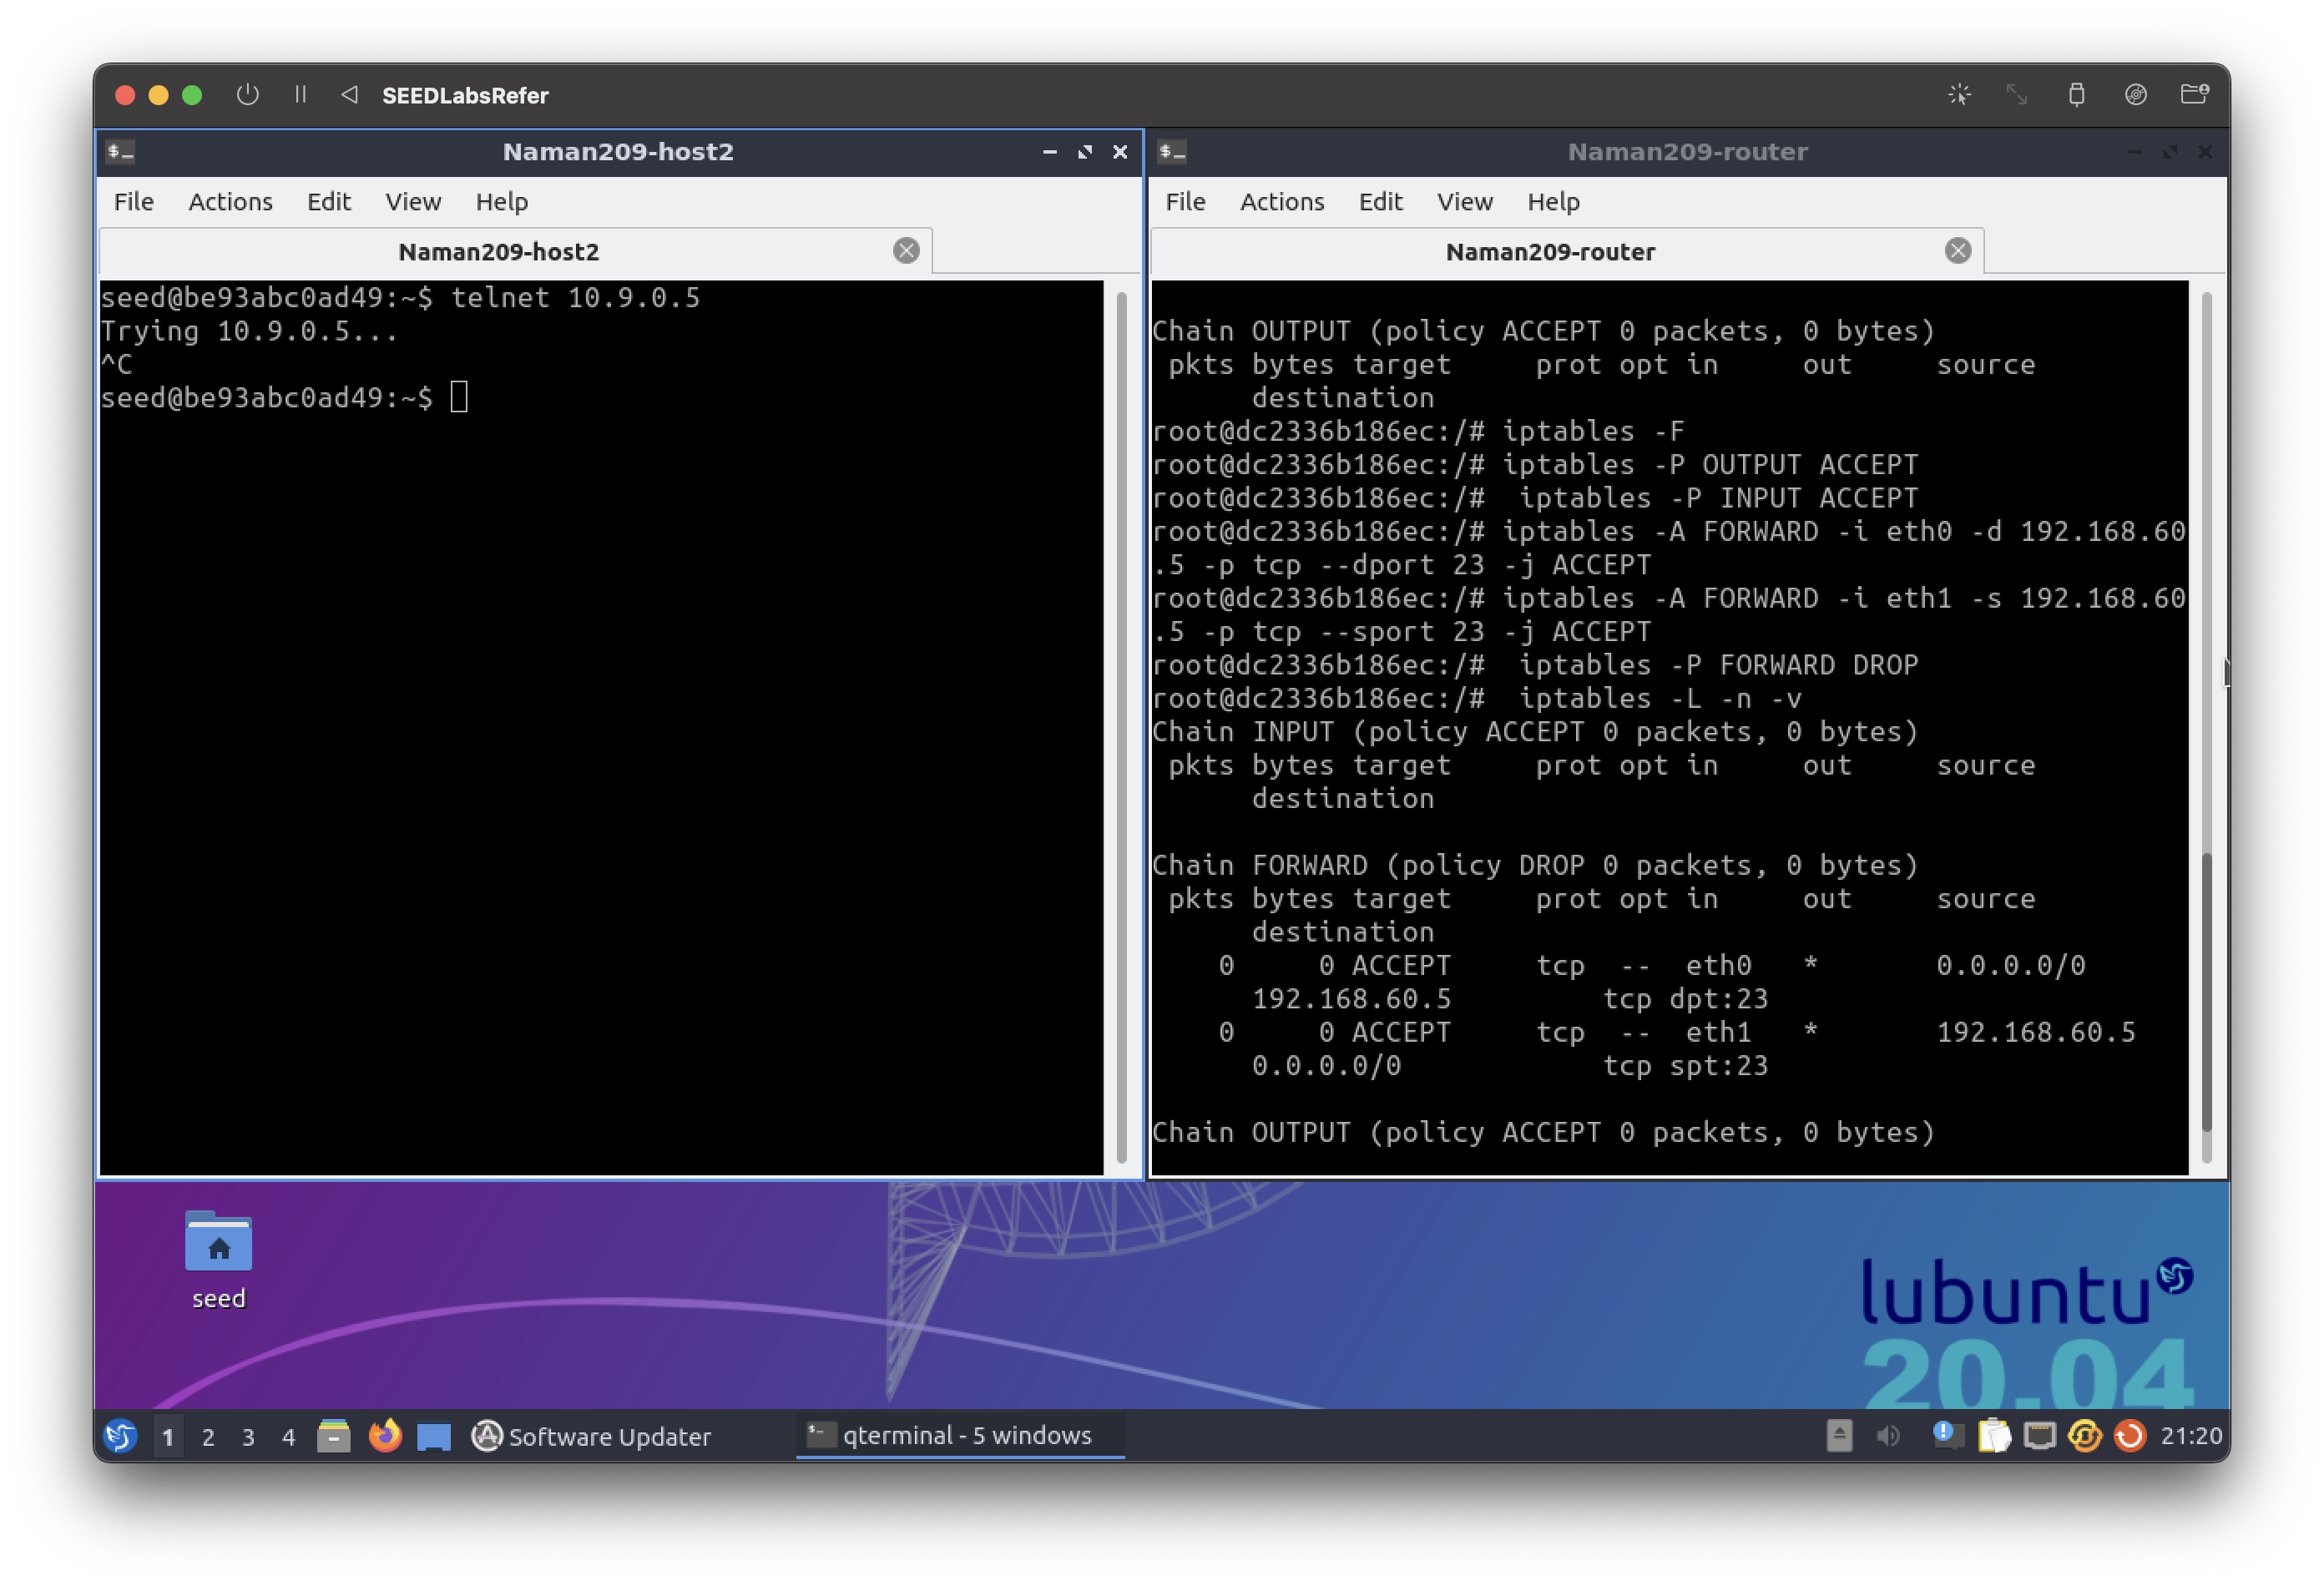 SEEDLabsRefer
Naman209-host2
File Actions Edit View Help
Naman209-host2
seed@be93abc0ad49:~$ telnet 10.9.0.5
Trying 10.9.0.5...
^C
seed@be93abc0ad49:~$
Naman209-router
File Actions Edit View Help
Naman209-router
Chain OUTPUT (policy ACCEPT 0 packets, 0 bytes)
 pkts bytes target     prot opt in     out     source
      destination
root@dc2336b186ec:/# iptables -F
root@dc2336b186ec:/# iptables -P OUTPUT ACCEPT
root@dc2336b186ec:/#  iptables -P INPUT ACCEPT
root@dc2336b186ec:/# iptables -A FORWARD -i eth0 -d 192.168.60
.5 -p tcp --dport 23 -j ACCEPT
root@dc2336b186ec:/# iptables -A FORWARD -i eth1 -s 192.168.60
.5 -p tcp --sport 23 -j ACCEPT
root@dc2336b186ec:/#  iptables -P FORWARD DROP
root@dc2336b186ec:/#  iptables -L -n -v
Chain INPUT (policy ACCEPT 0 packets, 0 bytes)
 pkts bytes target     prot opt in     out     source
      destination
Chain FORWARD (policy DROP 0 packets, 0 bytes)
 pkts bytes target     prot opt in     out     source
      destination
    0     0 ACCEPT     tcp  --  eth0   *       0.0.0.0/0
      192.168.60.5         tcp dpt:23
    0     0 ACCEPT     tcp  --  eth1   *       192.168.60.5
      0.0.0.0/0            tcp spt:23
Chain OUTPUT (policy ACCEPT 0 packets, 0 bytes)
seed
lubuntu
20.04
1 2 3 4 Software Updater qterminal - 5 windows 21:20